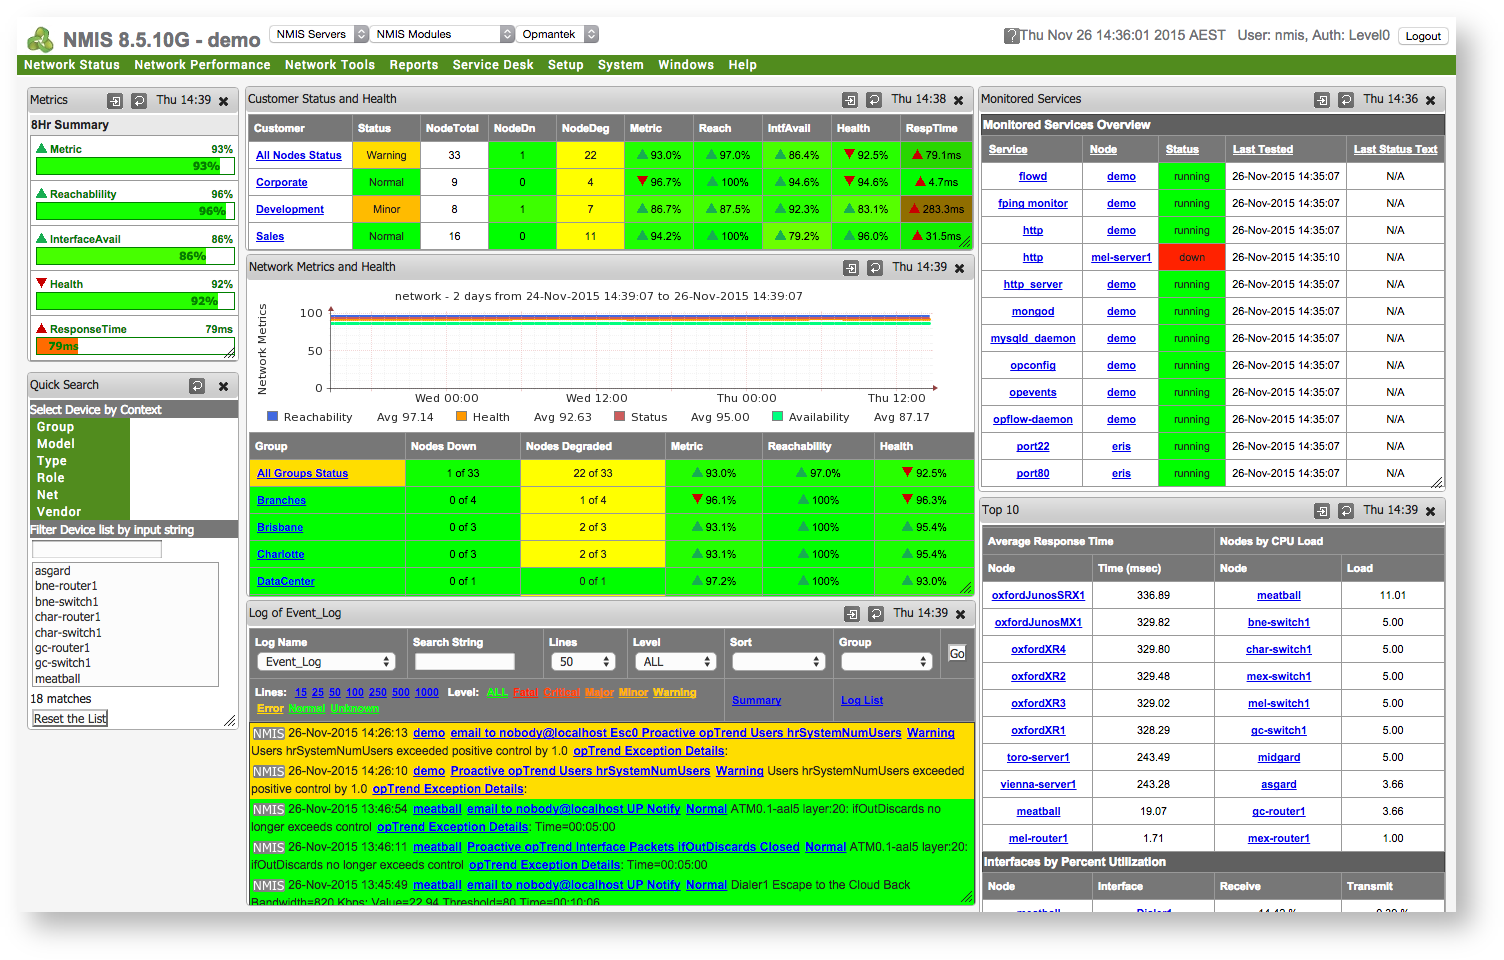 NMIS 8.5.10G - demo NMIS Servers NMIS Modules Opmantek ? Thu Nov 26 14:36:01 2015 AEST User: nmis, Auth: Level0 Logout
Network Status Network Performance Network Tools Reports Service Desk Setup System Windows Help
Metrics Thu 14:39
8Hr Summary
Metric 93%
93%
Reachablility 96%
96%
InterfaceAvail 86%
86%
Health 92%
92%
ResponseTime 79ms
79ms
Quick Search
Select Device by Context
Group
Model
Type
Role
Net
Vendor
Filter Device list by input string
asgard
bne-router1
bne-switch1
char-router1
char-switch1
gc-router1
gc-switch1
meatball
18 matches
Reset the List
Customer Status and Health Thu 14:38
Customer Status NodeTotal NodeDn NodeDeg Metric Reach IntfAvail Health RespTime
All Nodes Status Warning 33 1 22 93.0% 97.0% 86.4% 92.5% 79.1ms
Corporate Normal 9 0 4 96.7% 100% 94.6% 94.6% 4.7ms
Development Minor 8 1 7 86.7% 87.5% 92.3% 83.1% 283.3ms
Sales Normal 16 0 11 94.2% 100% 79.2% 96.0% 31.5ms
Network Metrics and Health Thu 14:39
network - 2 days from 24-Nov-2015 14:39:07 to 26-Nov-2015 14:39:07
Network Metrics
100
50
0
Wed 00:00 Wed 12:00 Thu 00:00 Thu 12:00
Reachability Avg 97.14 Health Avg 92.63 Status Avg 95.00 Availability Avg 87.17
Group Nodes Down Nodes Degraded Metric Reachability Health
All Groups Status 1 of 33 22 of 33 93.0% 97.0% 92.5%
Branches 0 of 4 1 of 4 96.1% 100% 96.3%
Brisbane 0 of 3 2 of 3 93.1% 100% 95.4%
Charlotte 0 of 3 2 of 3 93.1% 100% 95.4%
DataCenter 0 of 1 0 of 1 97.2% 100% 93.0%
Log of Event_Log Thu 14:39
Log Name Search String Lines Level Sort Group
Event_Log 50 ALL Go
Lines: 15 25 50 100 250 500 1000 Level: ALL Fatal Critical Major Minor Warning
Error Normal Unknown
Summary Log List
NMIS 26-Nov-2015 14:26:13 demo email to nobody@localhost Esc0 Proactive opTrend Users hrSystemNumUsers Warning
Users hrSystemNumUsers exceeded positive control by 1.0 opTrend Exception Details:
NMIS 26-Nov-2015 14:26:10 demo Proactive opTrend Users hrSystemNumUsers Warning Users hrSystemNumUsers exceeded
positive control by 1.0 opTrend Exception Details:
NMIS 26-Nov-2015 13:46:54 meatball email to nobody@localhost UP Notify Normal ATM0.1-aal5 layer:20: ifOutDiscards no
longer exceeds control opTrend Exception Details: Time=00:05:00
NMIS 26-Nov-2015 13:46:11 meatball Proactive opTrend Interface Packets ifOutDiscards Closed Normal ATM0.1-aal5 layer:20:
ifOutDiscards no longer exceeds control opTrend Exception Details: Time=00:05:00
NMIS 26-Nov-2015 13:45:49 meatball email to nobody@localhost UP Notify Normal Dialer1 Escape to the Cloud Back
Bandwidth=820 Kbps: Value=22.94 Threshold=80 Time=00:10:06
Monitored Services Thu 14:36
Monitored Services Overview
Service Node Status Last Tested Last Status Text
flowd demo running 26-Nov-2015 14:35:07 N/A
fping monitor demo running 26-Nov-2015 14:35:07 N/A
http demo running 26-Nov-2015 14:35:07 N/A
http mel-server1 down 26-Nov-2015 14:35:10 N/A
http_server demo running 26-Nov-2015 14:35:07 N/A
mongod demo running 26-Nov-2015 14:35:07 N/A
mysqld_daemon demo running 26-Nov-2015 14:35:07 N/A
opconfig demo running 26-Nov-2015 14:35:07 N/A
opevents demo running 26-Nov-2015 14:35:07 N/A
opflow-daemon demo running 26-Nov-2015 14:35:07 N/A
port22 eris running 26-Nov-2015 14:35:07 N/A
port80 eris running 26-Nov-2015 14:35:07 N/A
Top 10 Thu 14:39
Average Response Time Nodes by CPU Load
Node Time (msec) Node Load
oxfordJunosSRX1 336.89 meatball 11.01
oxfordJunosMX1 329.82 bne-switch1 5.00
oxfordXR4 329.80 char-switch1 5.00
oxfordXR2 329.48 mex-switch1 5.00
oxfordXR3 329.02 mel-switch1 5.00
oxfordXR1 328.29 gc-switch1 5.00
toro-server1 243.49 midgard 5.00
vienna-server1 243.28 asgard 3.66
meatball 19.07 gc-router1 3.66
mel-router1 1.71 mex-router1 1.00
Interfaces by Percent Utilization
Node Interface Receive Transmit
meatball Dialer1